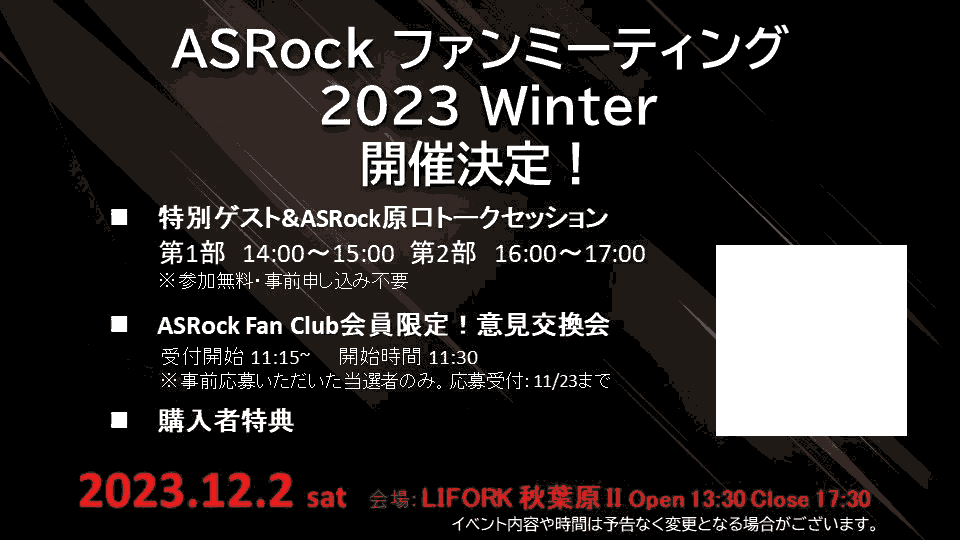 ASRock ファンミーティング
2023 Winter
開催決定！
■ 特別ゲスト&ASRock原口トークセッション
第1部 14:00～15:00 第2部 16:00～17:00
※参加無料・事前申し込み不要
■ ASRock Fan Club会員限定！意見交換会
受付開始 11:15~ 開始時間 11:30
※事前応募いただいた当選者のみ。応募受付: 11/23まで
■ 購入者特典
2023.12.2 sat 会場: LIFORK 秋葉原 II Open 13:30 Close 17:30
イベント内容や時間は予告なく変更となる場合がございます。